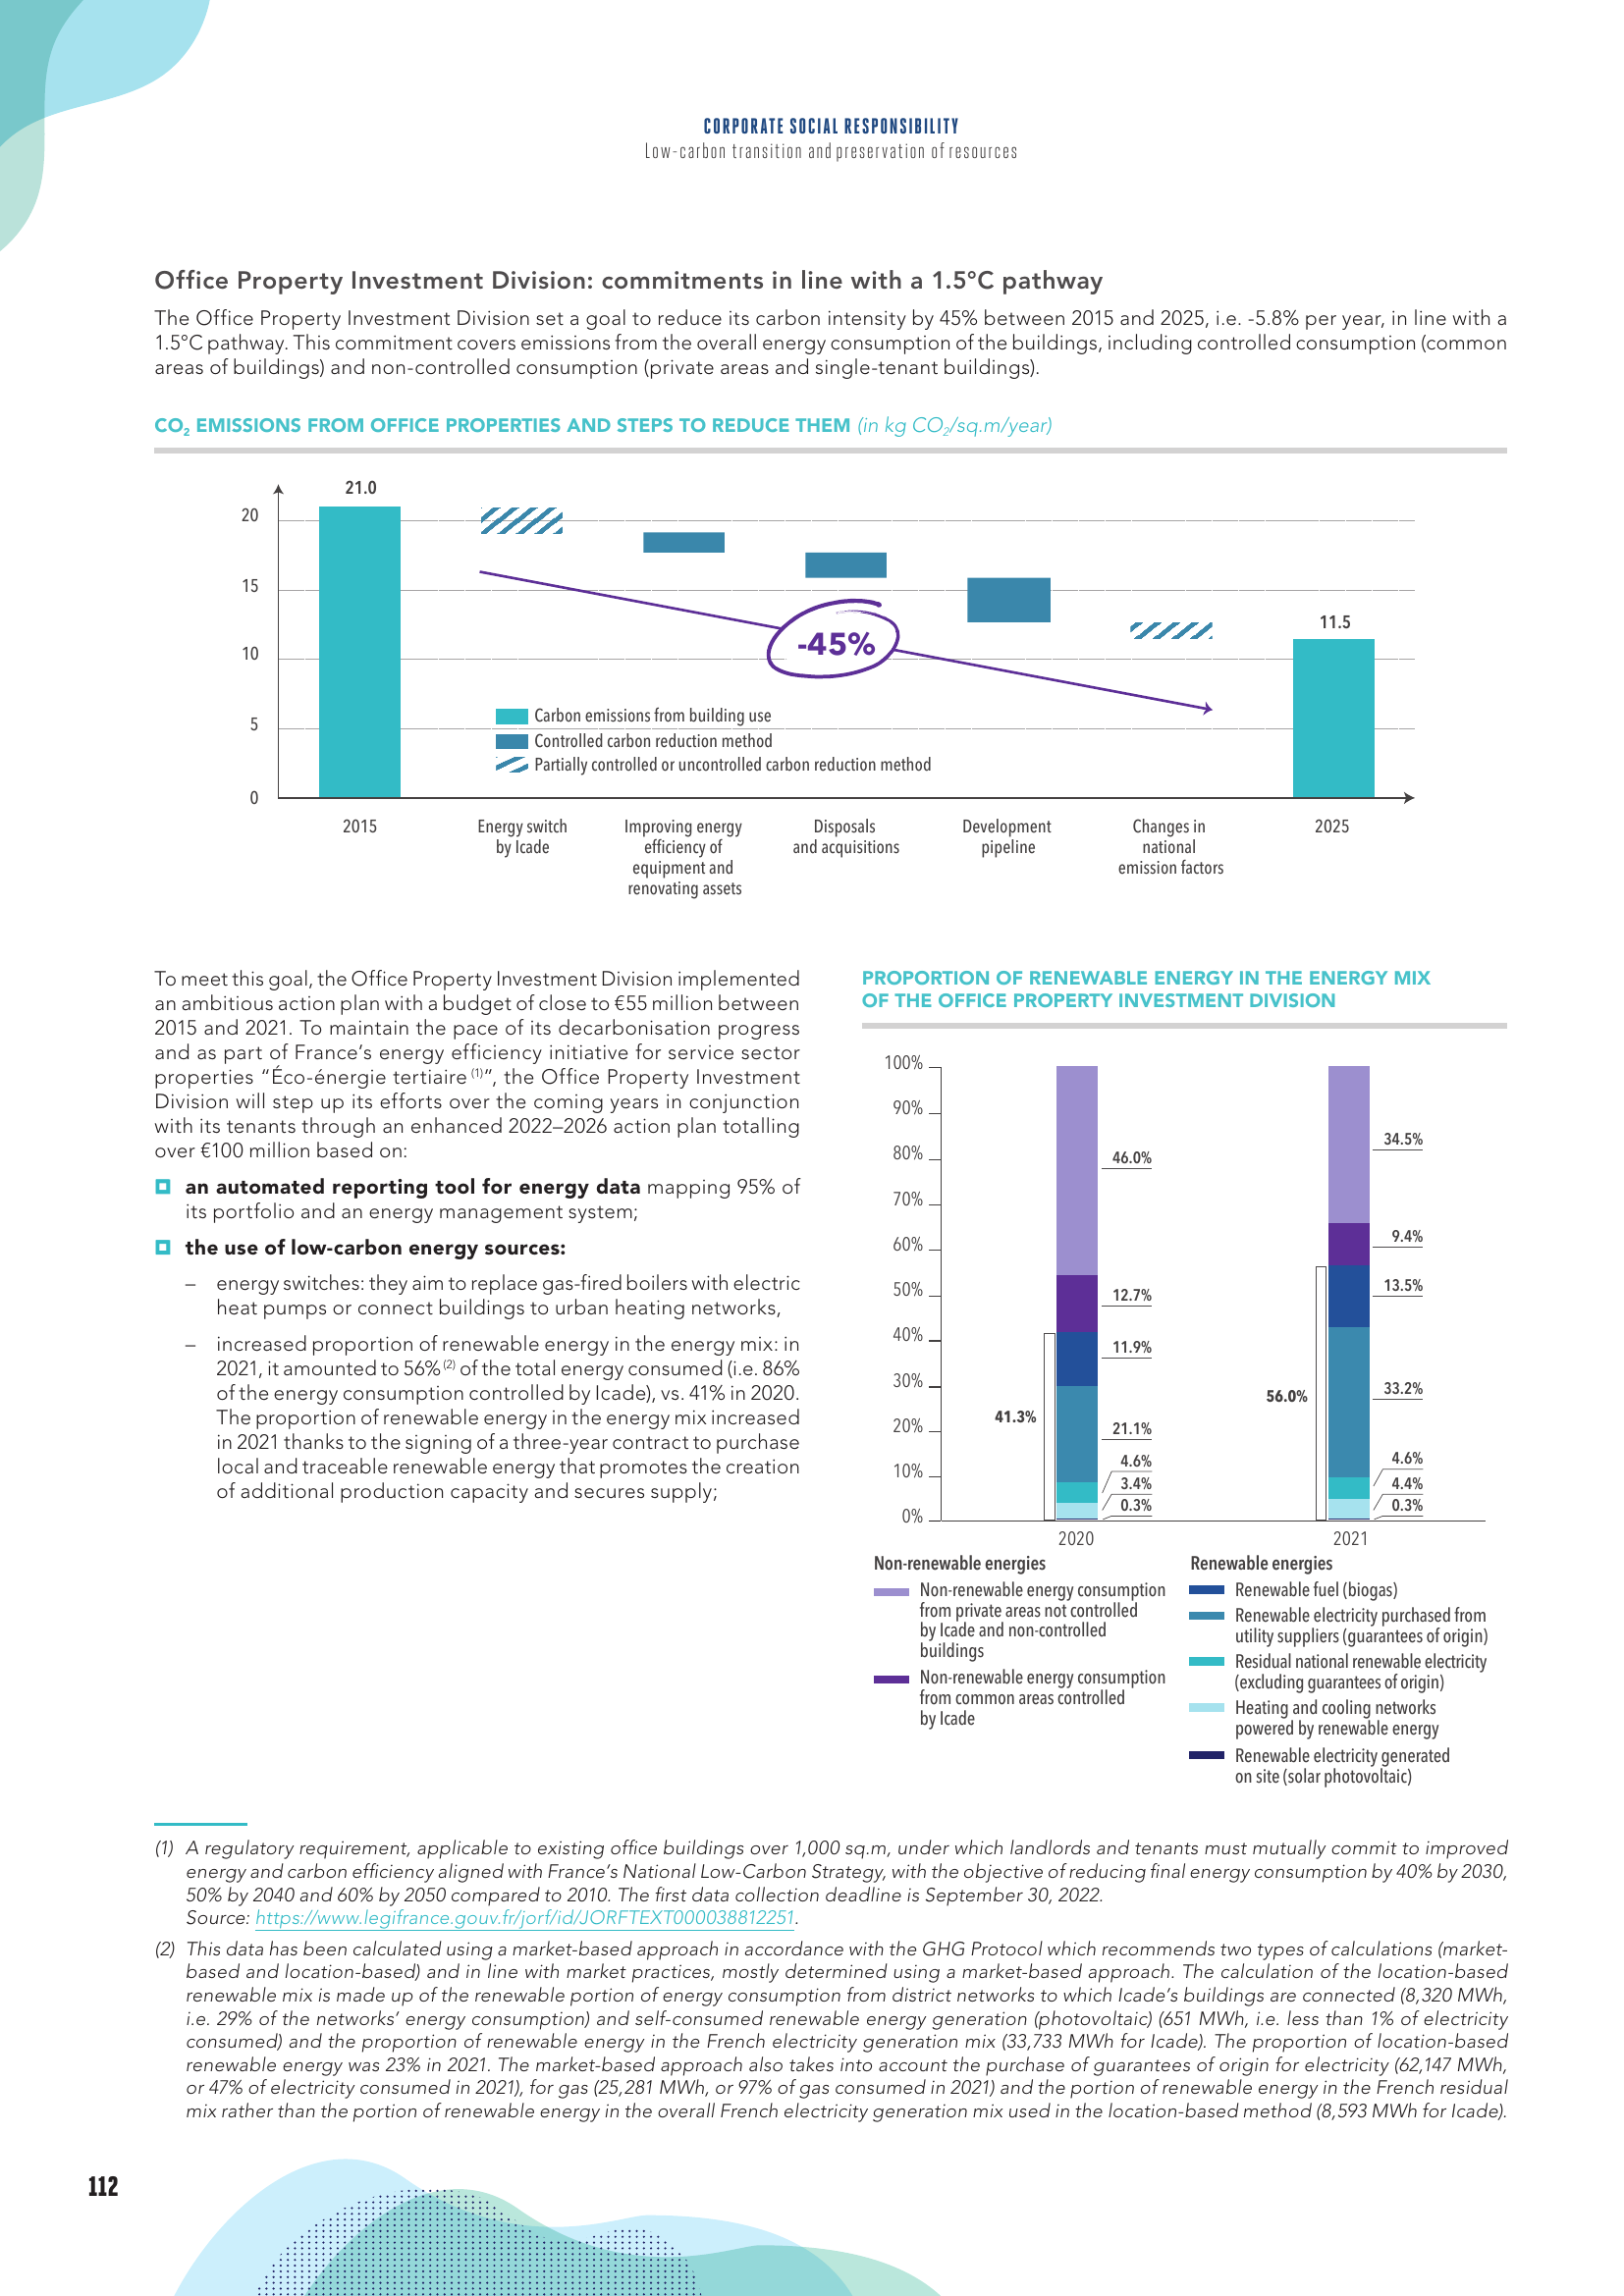 CORPORATE SOCIAL RESPONSIBILITY
Low-carbon transition and preservation of resources
Office Property Investment Division: commitments in line with a 1.5°C pathway
The Office Property Investment Division set a goal to reduce its carbon intensity by 45% between 2015 and 2025, i.e. -5.8% per year, in line with a
1.5°C pathway. This commitment covers emissions from the overall energy consumption of the buildings, including controlled consumption (common
areas of buildings) and non-controlled consumption (private areas and single-tenant buildings).
CO₂ EMISSIONS FROM OFFICE PROPERTIES AND STEPS TO REDUCE THEM (in kg CO₂/sq.m/year)
21.0
20
15
10
5
0
-45%
11.5
Carbon emissions from building use
Controlled carbon reduction method
Partially controlled or uncontrolled carbon reduction method
2015
Energy switch
by Icade
Improving energy
efficiency of
equipment and
renovating assets
Disposals
and acquisitions
Development
pipeline
Changes in
national
emission factors
2025
To meet this goal, the Office Property Investment Division implemented
an ambitious action plan with a budget of close to €55 million between
2015 and 2021. To maintain the pace of its decarbonisation progress
and as part of France's energy efficiency initiative for service sector
properties “Éco-énergie tertiaire (1)”, the Office Property Investment
Division will step up its efforts over the coming years in conjunction
with its tenants through an enhanced 2022–2026 action plan totalling
over €100 million based on:
an automated reporting tool for energy data mapping 95% of
its portfolio and an energy management system;
the use of low-carbon energy sources:
– energy switches: they aim to replace gas-fired boilers with electric
heat pumps or connect buildings to urban heating networks,
– increased proportion of renewable energy in the energy mix: in
2021, it amounted to 56% (2) of the total energy consumed (i.e. 86%
of the energy consumption controlled by Icade), vs. 41% in 2020.
The proportion of renewable energy in the energy mix increased
in 2021 thanks to the signing of a three-year contract to purchase
local and traceable renewable energy that promotes the creation
of additional production capacity and secures supply;
PROPORTION OF RENEWABLE ENERGY IN THE ENERGY MIX
OF THE OFFICE PROPERTY INVESTMENT DIVISION
100%
90%
80%
70%
60%
50%
40%
30%
20%
10%
0%
41.3%
46.0%
12.7%
11.9%
21.1%
4.6%
3.4%
0.3%
56.0%
34.5%
9.4%
13.5%
33.2%
4.6%
4.4%
0.3%
2020
2021
Non-renewable energies
Non-renewable energy consumption
from private areas not controlled
by Icade and non-controlled
buildings
Non-renewable energy consumption
from common areas controlled
by Icade
Renewable energies
Renewable fuel (biogas)
Renewable electricity purchased from
utility suppliers (guarantees of origin)
Residual national renewable electricity
(excluding guarantees of origin)
Heating and cooling networks
powered by renewable energy
Renewable electricity generated
on site (solar photovoltaic)
(1) A regulatory requirement, applicable to existing office buildings over 1,000 sq.m, under which landlords and tenants must mutually commit to improved
energy and carbon efficiency aligned with France's National Low-Carbon Strategy, with the objective of reducing final energy consumption by 40% by 2030,
50% by 2040 and 60% by 2050 compared to 2010. The first data collection deadline is September 30, 2022.
Source: https://www.legifrance.gouv.fr/jorf/id/JORFTEXT000038812251.
(2) This data has been calculated using a market-based approach in accordance with the GHG Protocol which recommends two types of calculations (market-
based and location-based) and in line with market practices, mostly determined using a market-based approach. The calculation of the location-based
renewable mix is made up of the renewable portion of energy consumption from district networks to which Icade's buildings are connected (8,320 MWh,
i.e. 29% of the networks' energy consumption) and self-consumed renewable energy generation (photovoltaic) (651 MWh, i.e. less than 1% of electricity
consumed) and the proportion of renewable energy in the French electricity generation mix (33,733 MWh for Icade). The proportion of location-based
renewable energy was 23% in 2021. The market-based approach also takes into account the purchase of guarantees of origin for electricity (62,147 MWh,
or 47% of electricity consumed in 2021), for gas (25,281 MWh, or 97% of gas consumed in 2021) and the portion of renewable energy in the French residual
mix rather than the portion of renewable energy in the overall French electricity generation mix used in the location-based method (8,593 MWh for Icade).
112